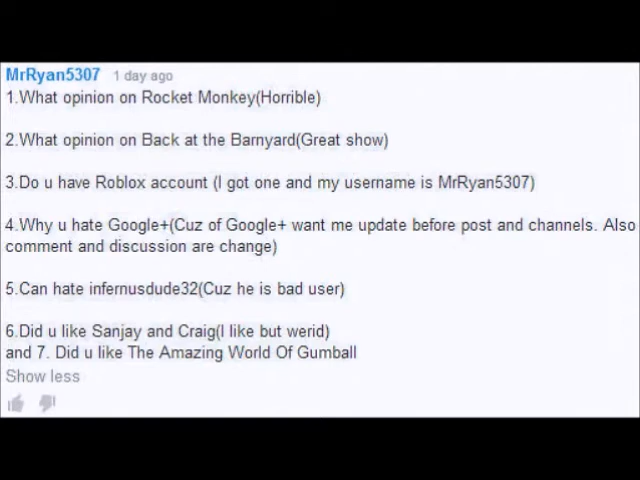 MrRyan5307 1 day ago
1.What opinion on Rocket Monkey(Horrible)
2.What opinion on Back at the Barnyard(Great show)
3.Do u have Roblox account (I got one and my username is MrRyan5307)
4.Why u hate Google+(Cuz of Google+ want me update before post and channels. Also
comment and discussion are change)
5.Can hate infernusdude32(Cuz he is bad user)
6.Did u like Sanjay and Craig(I like but werid)
and 7. Did u like The Amazing World Of Gumball
Show less